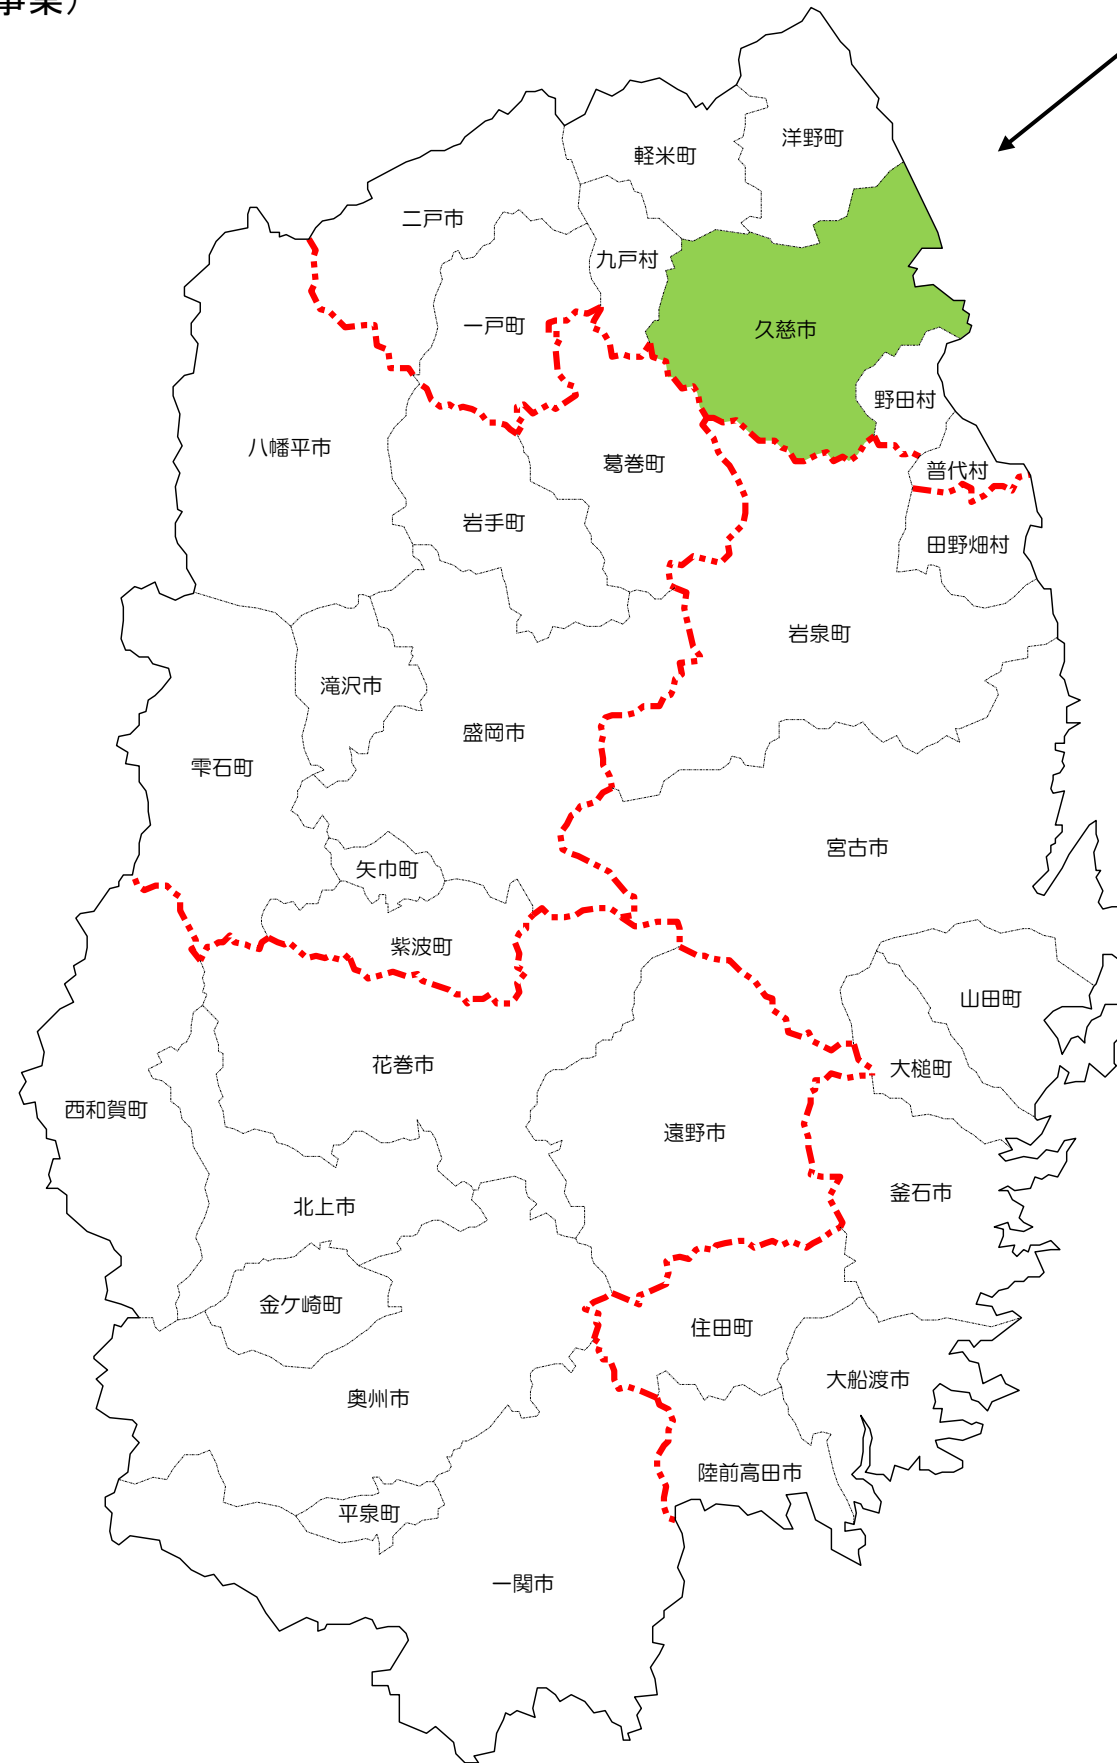 事業）
洋野町
軽米町
二戸市
九戸村
一戸町
久慈市
野田村
八幡平市
葛巻町
普代村
岩手町
田野畑村
岩泉町
滝沢市
盛岡市
雫石町
宮古市
矢巾町
紫波町
山田町
花巻市
大槌町
西和賀町
遠野市
釜石市
北上市
金ケ崎町
住田町
大船渡市
奥州市
陸前高田市
平泉町
一関市